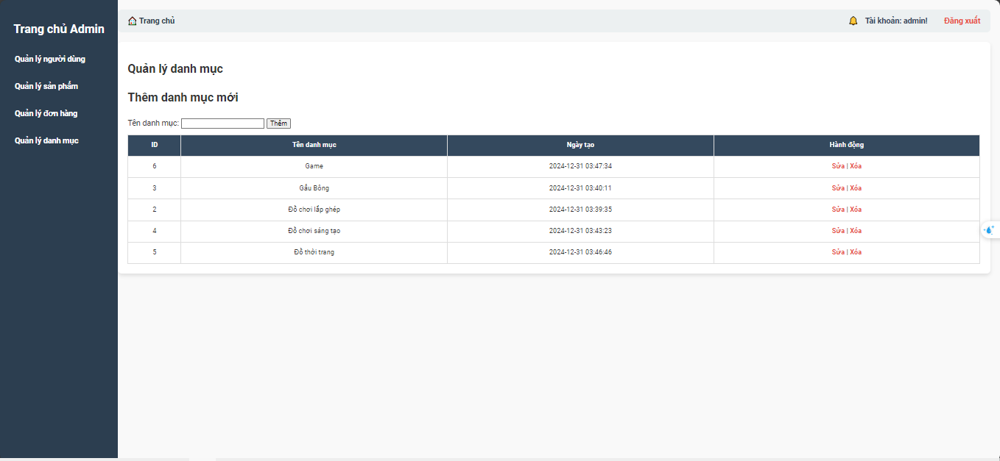 Trang chủ Admin
Quản lý người dùng
Quản lý sản phẩm
Quản lý đơn hàng
Quản lý danh mục
Trang chủ
Tài khoản: admin!
Đăng xuất
Quản lý danh mục
Thêm danh mục mới
Tên danh mục: Thêm
ID Tên danh mục Ngày tạo Hành động
6 Game 2024-12-31 03:47:34 Sửa | Xóa
3 Gấu Bông 2024-12-31 03:40:11 Sửa | Xóa
2 Đồ chơi lắp ghép 2024-12-31 03:39:35 Sửa | Xóa
4 Đồ chơi sáng tạo 2024-12-31 03:43:23 Sửa | Xóa
5 Đồ thời trang 2024-12-31 03:46:46 Sửa | Xóa